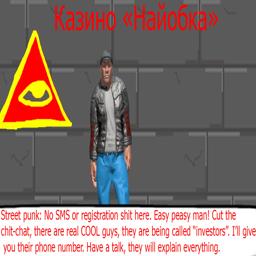 Казино «Найобка»
Street punk: No SMS or registration shit here. Easy peasy man! Cut the
chit-chat, there are real COOL guys, they are being called "investors". I'll give
you their phone number. Have a talk, they will explain everything.